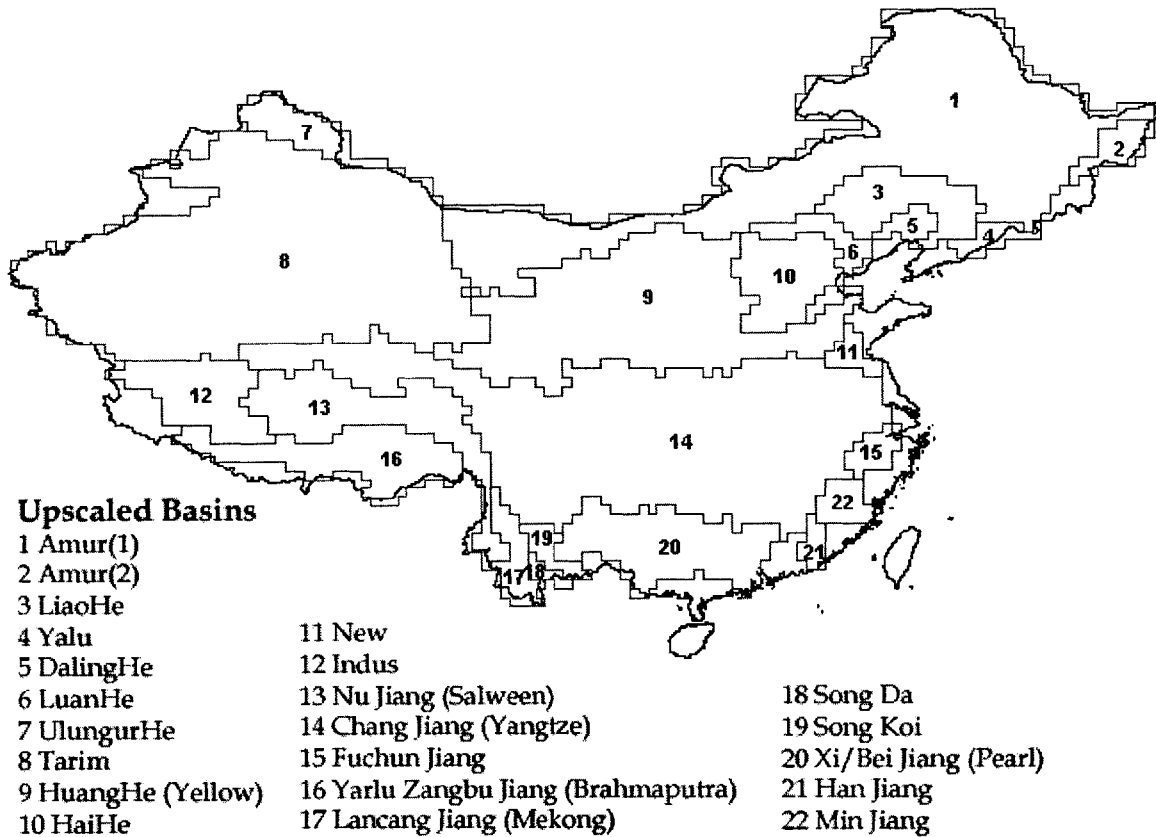 1
2
3
4
5
6
7
8
9
10
11
12
13
14
15
16
17
18
19
20
21
22
Upscaled Basins
1 Amur(1)
2 Amur(2)
3 LiaoHe
4 Yalu
5 DalingHe
6 LuanHe
7 UlungurHe
8 Tarim
9 HuangHe (Yellow)
10 HaiHe
11 New
12 Indus
13 Nu Jiang (Salween)
14 Chang Jiang (Yangtze)
15 Fuchun Jiang
16 Yarlu Zangbu Jiang (Brahmaputra)
17 Lancang Jiang (Mekong)
18 Song Da
19 Song Koi
20 Xi/Bei Jiang (Pearl)
21 Han Jiang
22 Min Jiang